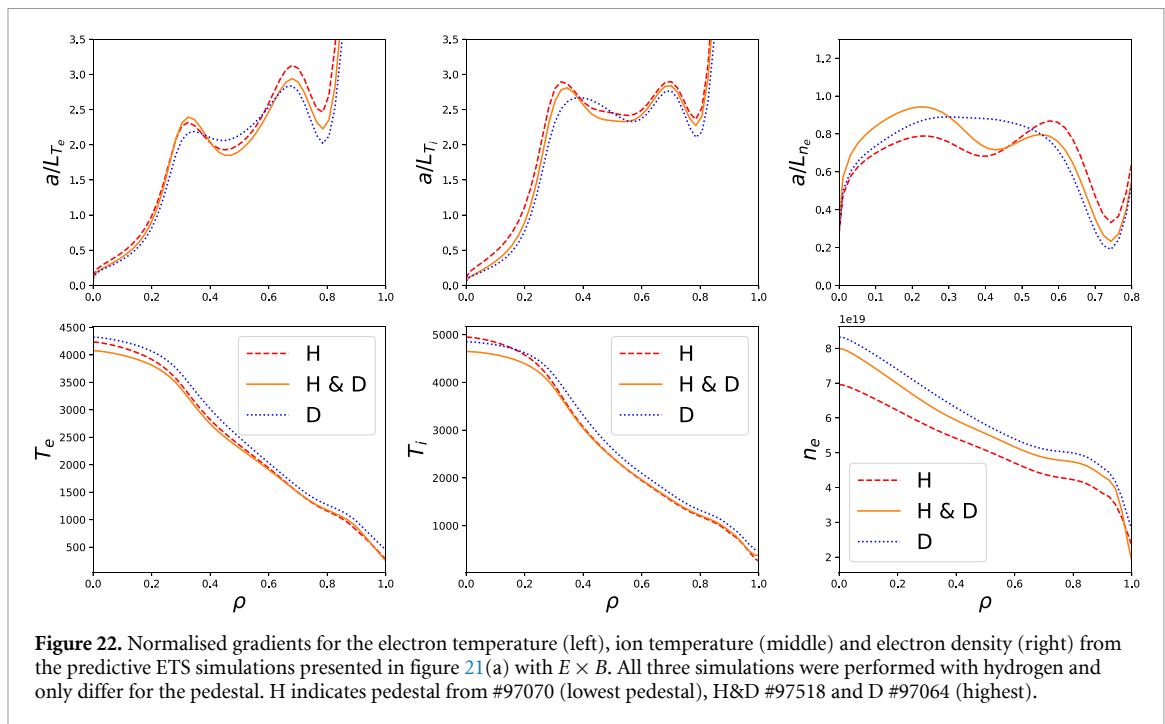 3.5
3.0
2.5
2.0
1.5
1.0
0.5
0.0
a/L_{T_e}
0.0 0.2 0.4 0.6 0.8 1.0
3.5
3.0
2.5
2.0
1.5
1.0
0.5
0.0
a/L_{T_i}
0.0 0.2 0.4 0.6 0.8 1.0
1.2
1.0
0.8
0.6
0.4
0.2
0.0
a/L_{n_e}
0.0 0.1 0.2 0.3 0.4 0.5 0.6 0.7 0.8
4500
4000
3500
3000
2500
2000
1500
1000
500
T_e
H
H & D
D
0.0 0.2 0.4 0.6 0.8 1.0
ρ
5000
4000
3000
2000
1000
T_i
H
H & D
D
0.0 0.2 0.4 0.6 0.8 1.0
ρ
1e19
8
7
6
5
4
3
2
n_e
H
H & D
D
0.0 0.2 0.4 0.6 0.8 1.0
ρ
Figure 22. Normalised gradients for the electron temperature (left), ion temperature (middle) and electron density (right) from
the predictive ETS simulations presented in figure 21(a) with E × B. All three simulations were performed with hydrogen and
only differ for the pedestal. H indicates pedestal from #97070 (lowest pedestal), H&D #97518 and D #97064 (highest).